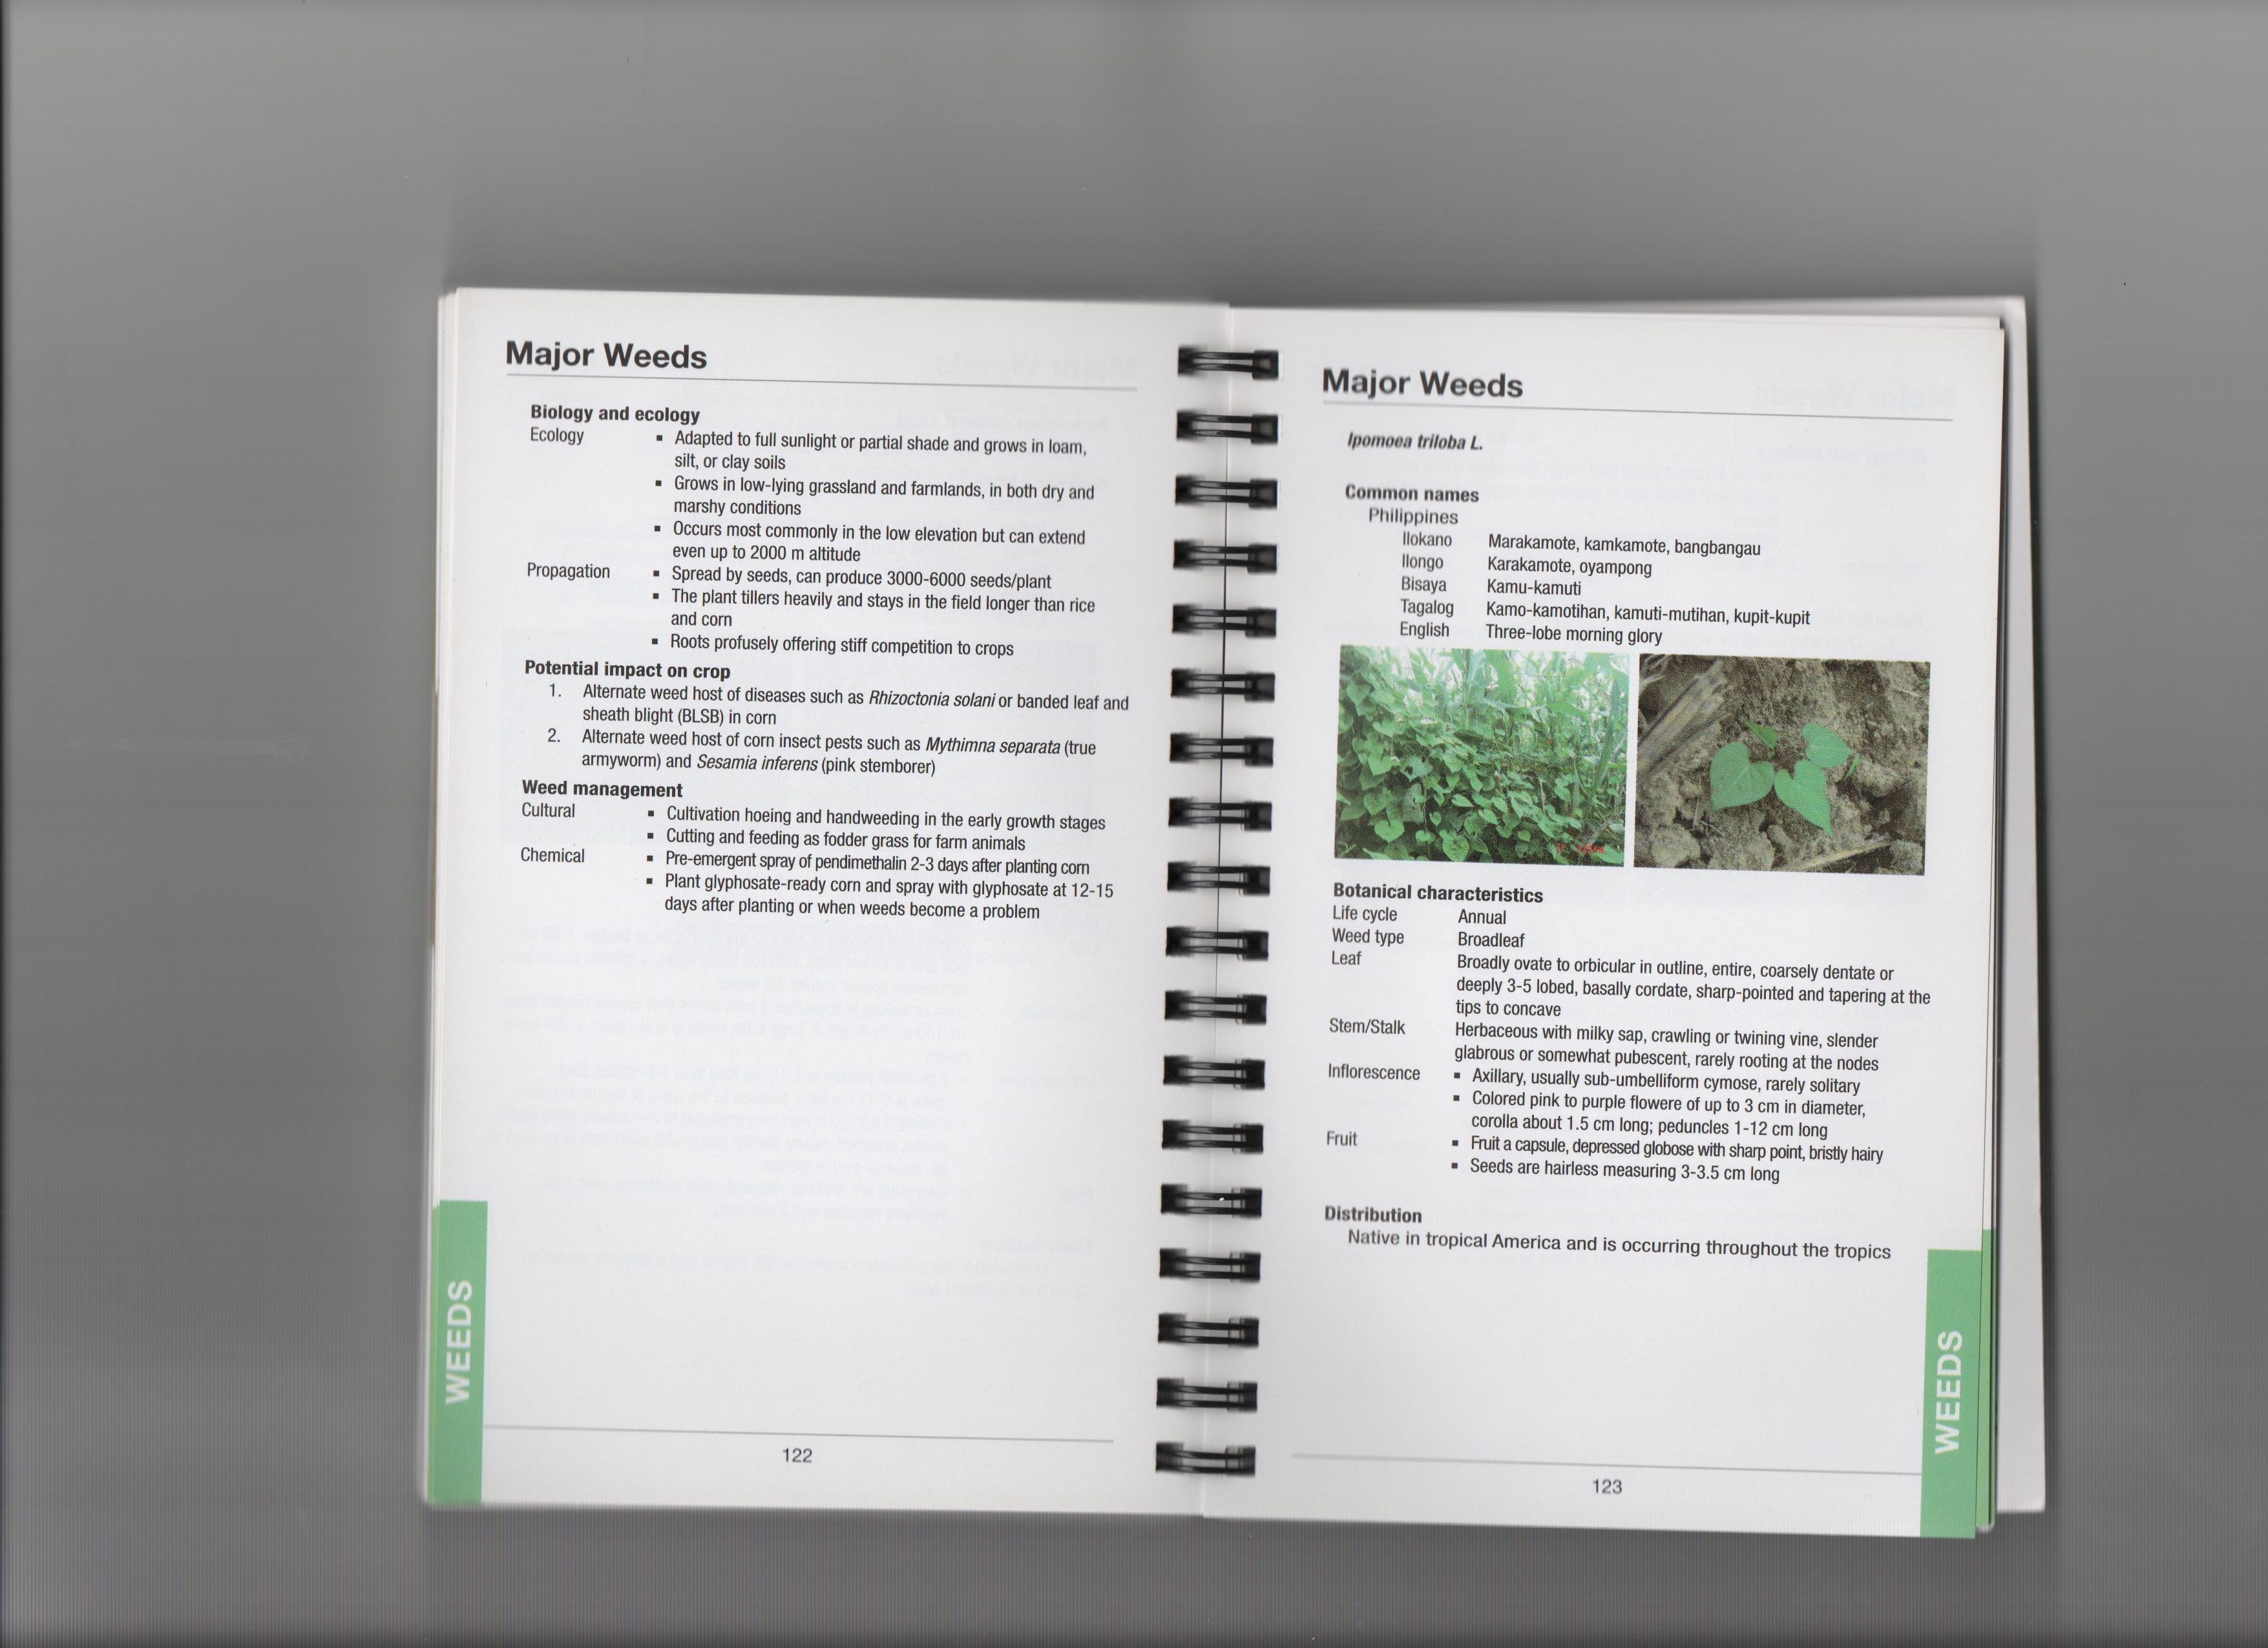 Major Weeds
Biology and ecology
Ecology ▪ Adapted to full sunlight or partial shade and grows in loam,
silt, or clay soils
▪ Grows in low-lying grassland and farmlands, in both dry and
marshy conditions
▪ Occurs most commonly in the low elevation but can extend
even up to 2000 m altitude
Propagation ▪ Spread by seeds, can produce 3000-6000 seeds/plant
▪ The plant tillers heavily and stays in the field longer than rice
and corn
▪ Roots profusely offering stiff competition to crops
Potential impact on crop
1. Alternate weed host of diseases such as Rhizoctonia solani or banded leaf and
sheath blight (BLSB) in corn
2. Alternate weed host of corn insect pests such as Mythimna separata (true
armyworm) and Sesamia inferens (pink stemborer)
Weed management
Cultural ▪ Cultivation hoeing and handweeding in the early growth stages
▪ Cutting and feeding as fodder grass for farm animals
Chemical ▪ Pre-emergent spray of pendimethalin 2-3 days after planting corn
▪ Plant glyphosate-ready corn and spray with glyphosate at 12-15
days after planting or when weeds become a problem
WEEDS
122
Major Weeds
Ipomoea triloba L.
Common names
Philippines
Ilokano Marakamote, kamkamote, bangbangau
Ilongo Karakamote, oyampong
Bisaya Kamu-kamuti
Tagalog Kamo-kamotihan, kamuti-mutihan, kupit-kupit
English Three-lobe morning glory
Botanical characteristics
Life cycle Annual
Weed type Broadleaf
Leaf Broadly ovate to orbicular in outline, entire, coarsely dentate or
deeply 3-5 lobed, basally cordate, sharp-pointed and tapering at the
tips to concave
Stem/Stalk Herbaceous with milky sap, crawling or twining vine, slender
glabrous or somewhat pubescent, rarely rooting at the nodes
Inflorescence ▪ Axillary, usually sub-umbelliform cymose, rarely solitary
▪ Colored pink to purple flowere of up to 3 cm in diameter,
corolla about 1.5 cm long; peduncles 1-12 cm long
Fruit ▪ Fruit a capsule, depressed globose with sharp point, bristly hairy
▪ Seeds are hairless measuring 3-3.5 cm long
Distribution
Native in tropical America and is occurring throughout the tropics
WEEDS
123